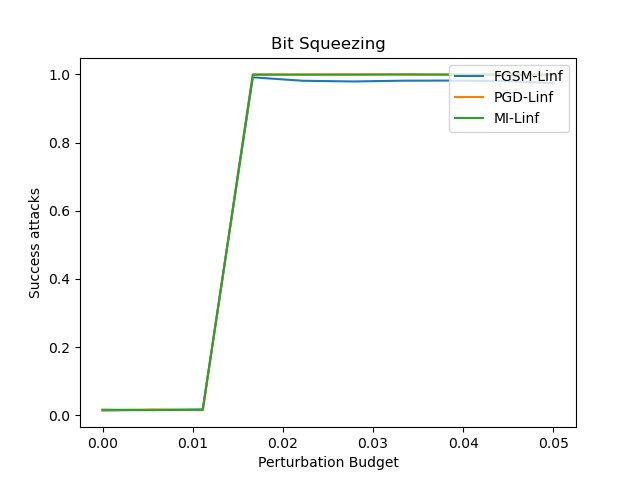 Bit Squeezing
1.0
0.8
0.6
0.4
0.2
0.0
Success attacks
FGSM-Linf
PGD-Linf
MI-Linf
0.00 0.01 0.02 0.03 0.04 0.05
Perturbation Budget